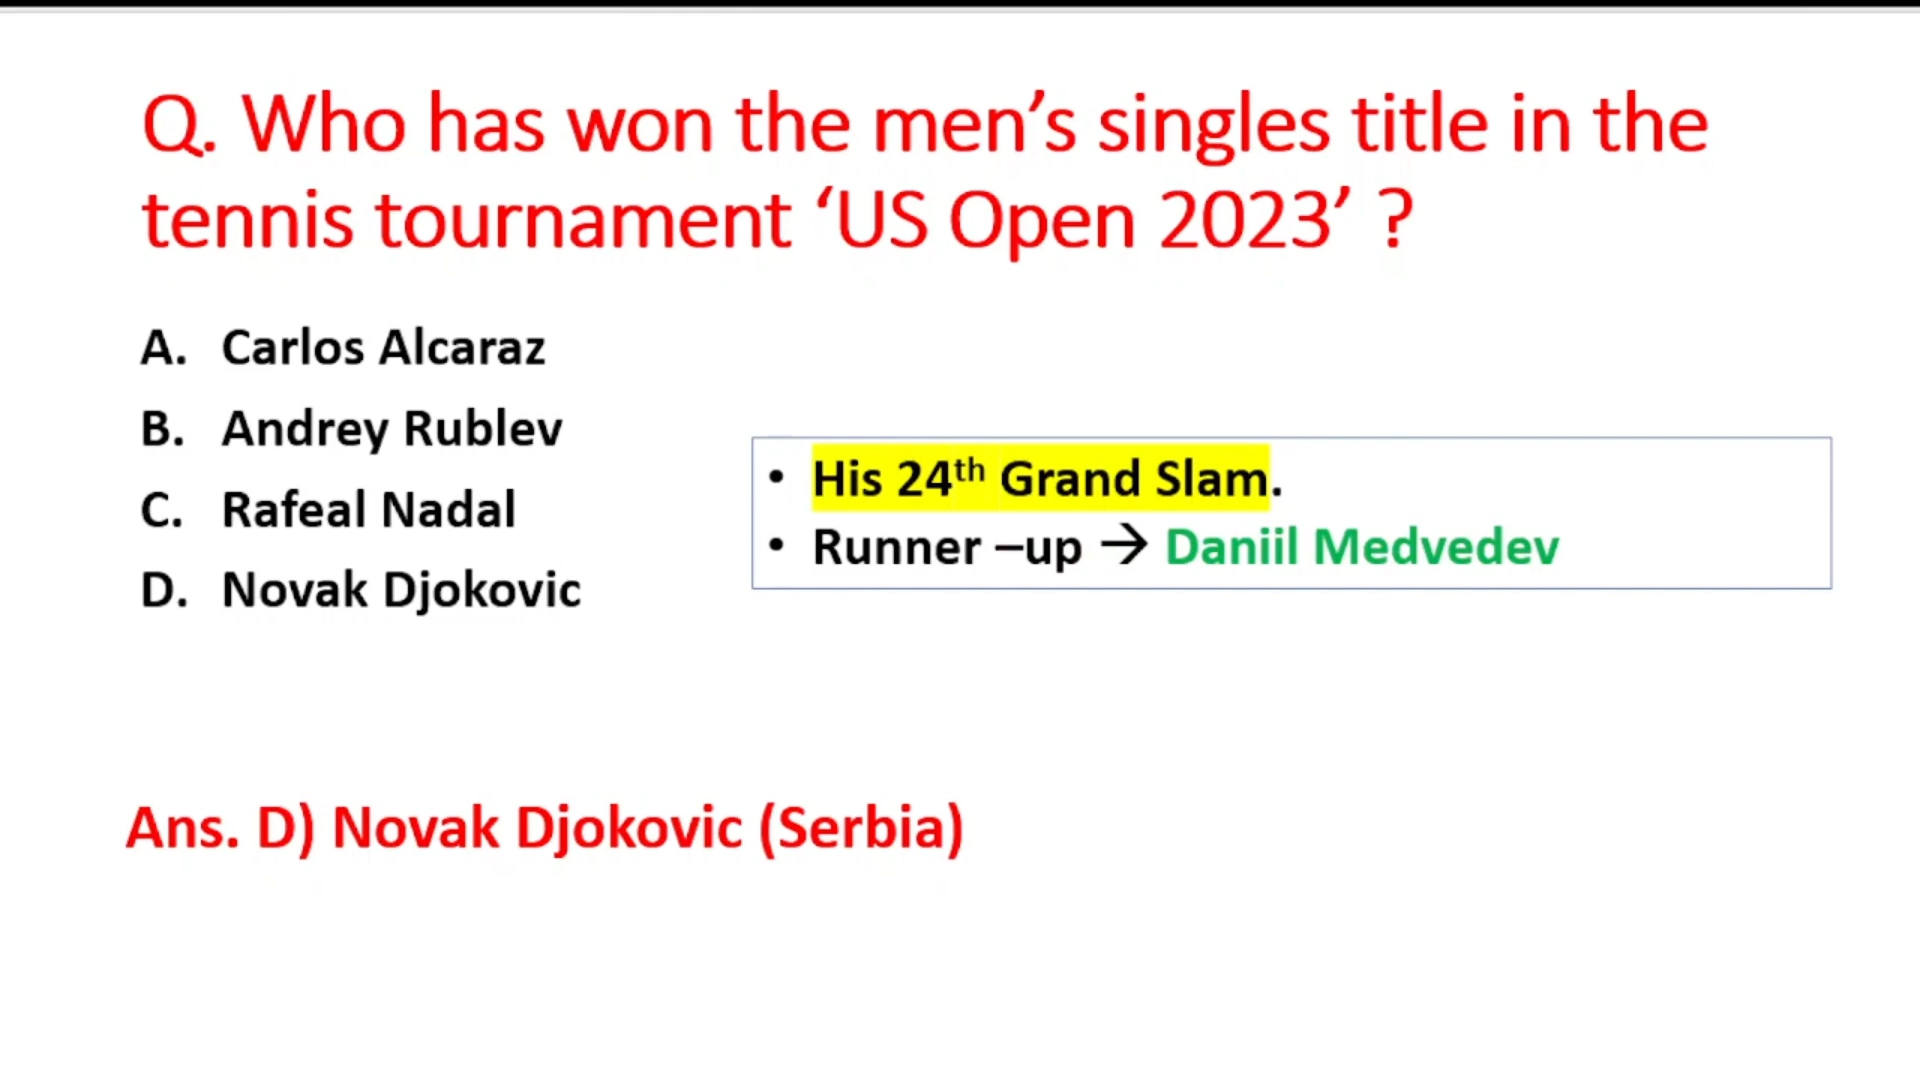 Q. Who has won the men’s singles title in the
tennis tournament ‘US Open 2023’ ?
A. Carlos Alcaraz
B. Andrey Rublev
C. Rafeal Nadal
D. Novak Djokovic
• His 24th Grand Slam.
• Runner –up → Daniil Medvedev
Ans. D) Novak Djokovic (Serbia)